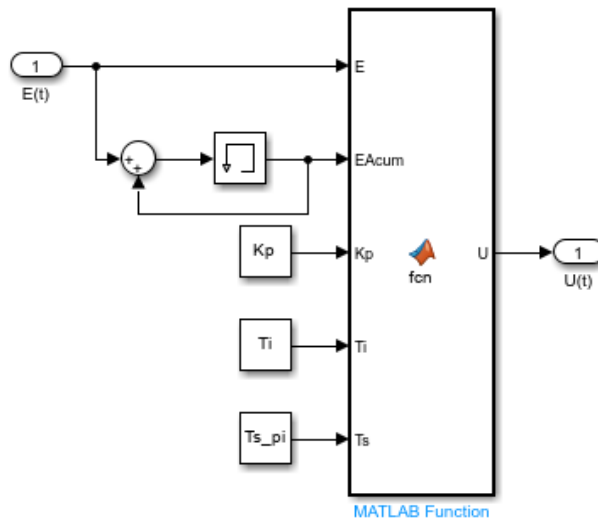 1
E(t)
E
+
+
EAcum
Kp
Kp
fcn
U
1
U(t)
Ti
Ti
Ts_pi
Ts
MATLAB Function